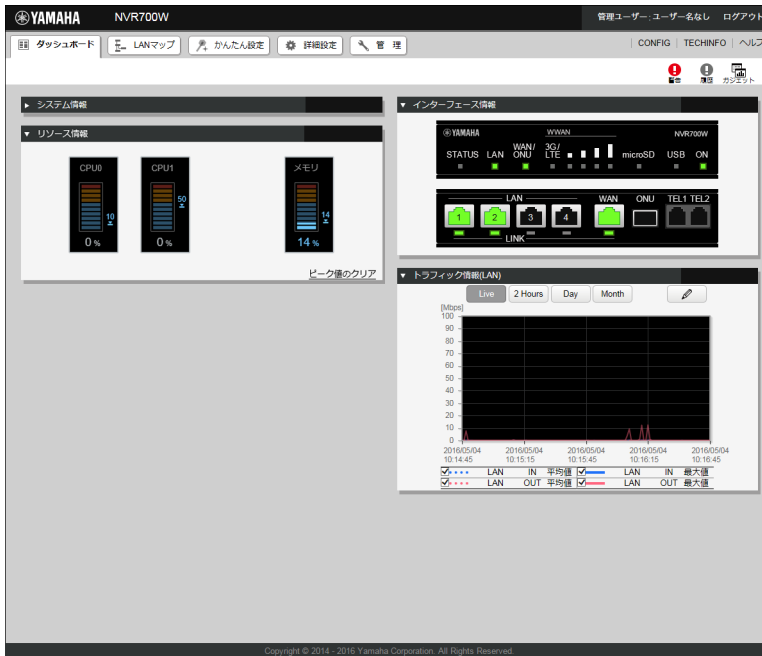 YAMAHA NVR700W 管理ユーザー:ユーザー名なし ログアウト
ダッシュボード LANマップ かんたん設定 詳細設定 管 理 CONFIG TECHINFO ヘルプ
警告 履歴 ガジェット
システム情報
リソース情報
CPU0 CPU1 メモリ
10 50 14
0 % 0 % 14 %
ピーク値のクリア
インターフェース情報
YAMAHA WWAN NVR700W
STATUS LAN WAN/ONU 3G/LTE microSD USB ON
LAN WAN ONU TEL1 TEL2
1 2 3 4
LINK
トラフィック情報(LAN)
Live 2 Hours Day Month
[Mbps]
100
90
80
70
60
50
40
30
20
10
0
2016/05/04 2016/05/04 2016/05/04 2016/05/04 2016/05/04
10:14:45 10:15:15 10:15:45 10:16:15 10:16:45
LAN IN 平均値 LAN IN 最大値
LAN OUT 平均値 LAN OUT 最大値
Copyright © 2014 - 2016 Yamaha Corporation. All Rights Reserved.